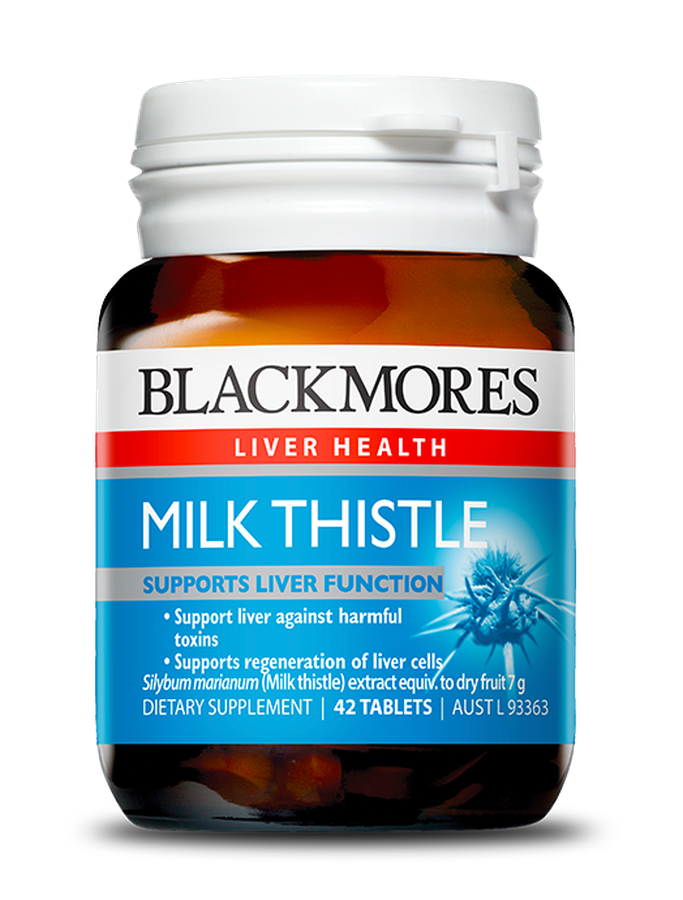 BLACKMORES
LIVER HEALTH
MILK THISTLE
SUPPORTS LIVER FUNCTION
• Support liver against harmful
toxins
• Supports regeneration of liver cells
Silybum marianum (Milk thistle) extract equiv. to dry fruit 7 g
DIETARY SUPPLEMENT | 42 TABLETS | AUST L 93363